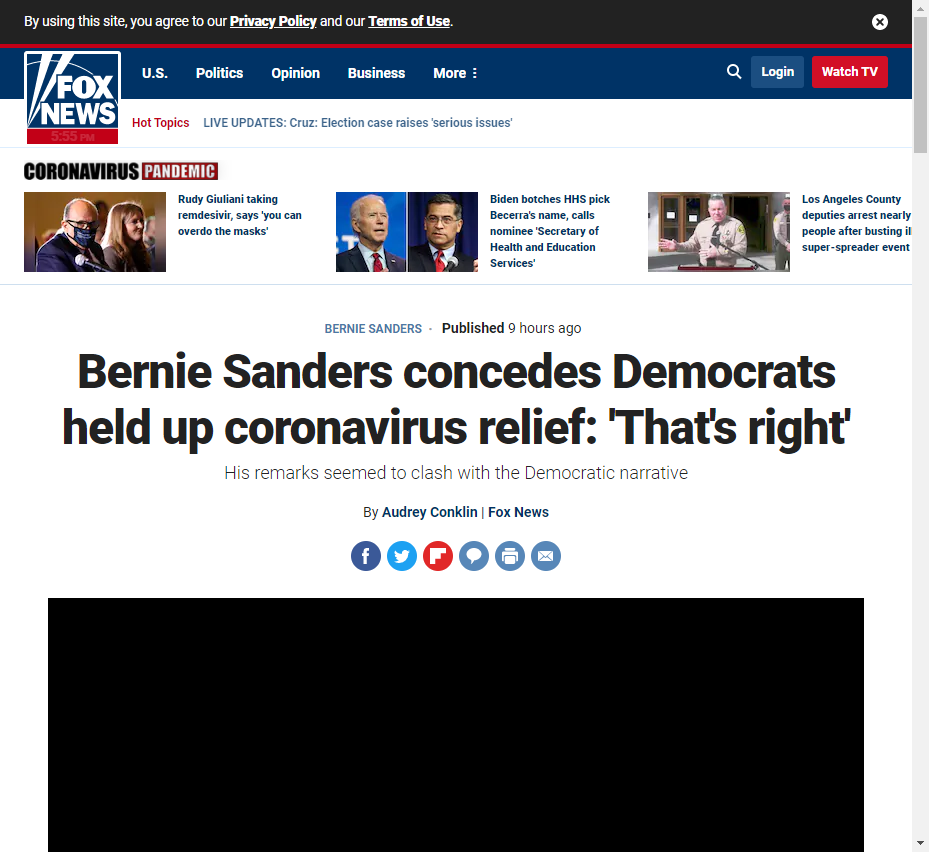 By using this site, you agree to our Privacy Policy and our Terms of Use.
FOX
NEWS
5:55 PM
U.S. Politics Opinion Business More Login Watch TV
Hot Topics LIVE UPDATES: Cruz: Election case raises 'serious issues'
CORONAVIRUS PANDEMIC
Rudy Giuliani taking
remdesivir, says 'you can
overdo the masks'
Biden botches HHS pick
Becerra's name, calls
nominee 'Secretary of
Health and Education
Services'
Los Angeles County
deputies arrest nearly
people after busting il
super-spreader event
BERNIE SANDERS · Published 9 hours ago
Bernie Sanders concedes Democrats
held up coronavirus relief: 'That's right'
His remarks seemed to clash with the Democratic narrative
By Audrey Conklin | Fox News